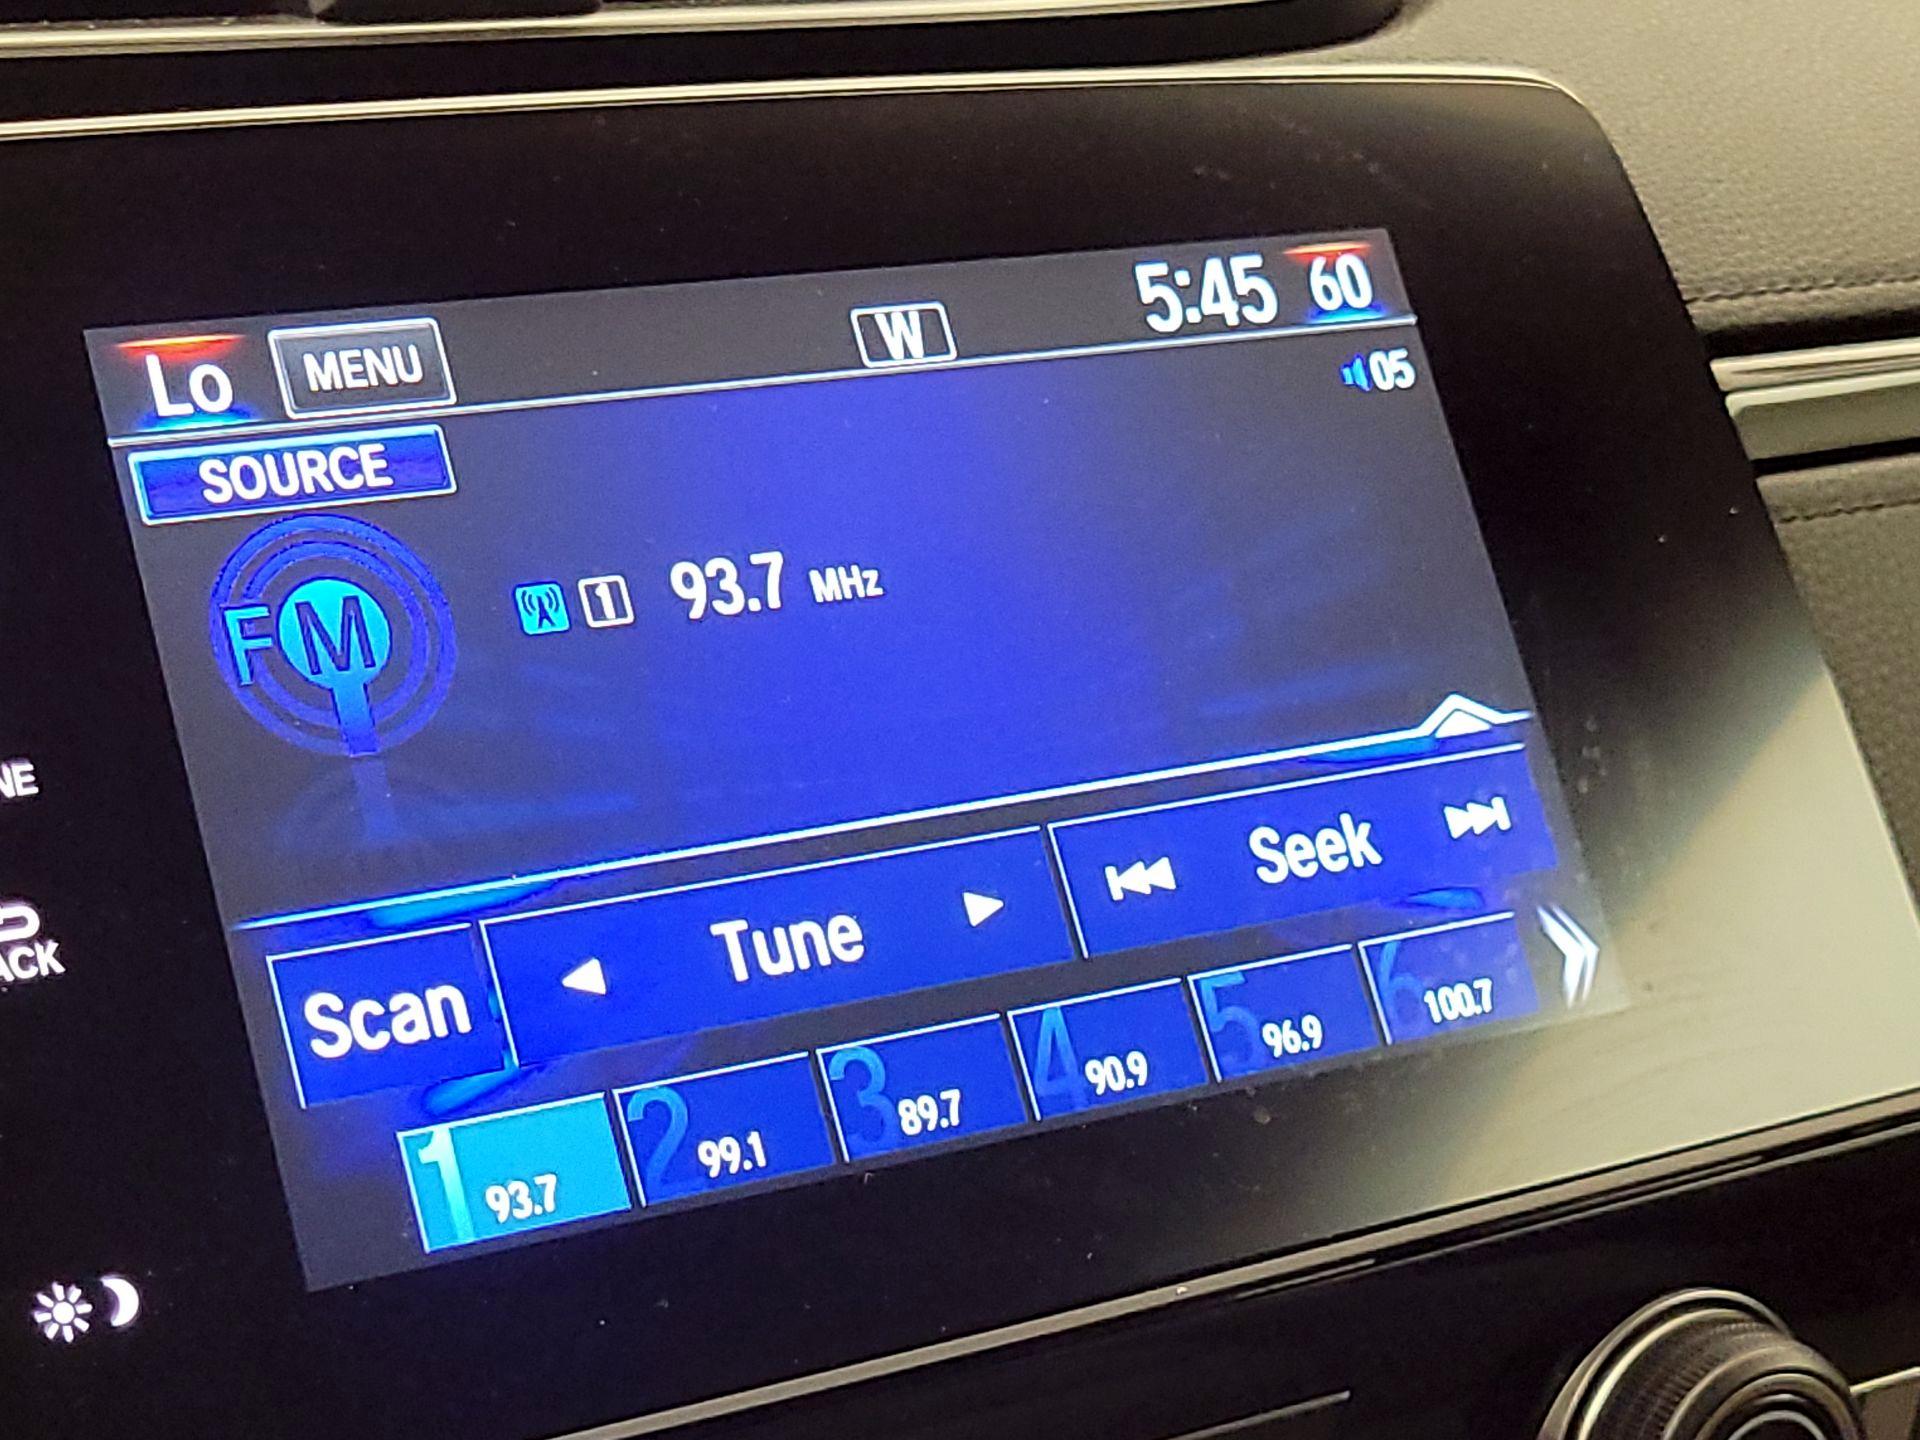 Lo MENU W 5:45 60
05
SOURCE
FM 1 93.7 MHz
NE
Scan Tune Seek
ACK
1 93.7 2 99.1 3 89.7 4 90.9 5 96.9 6 100.7